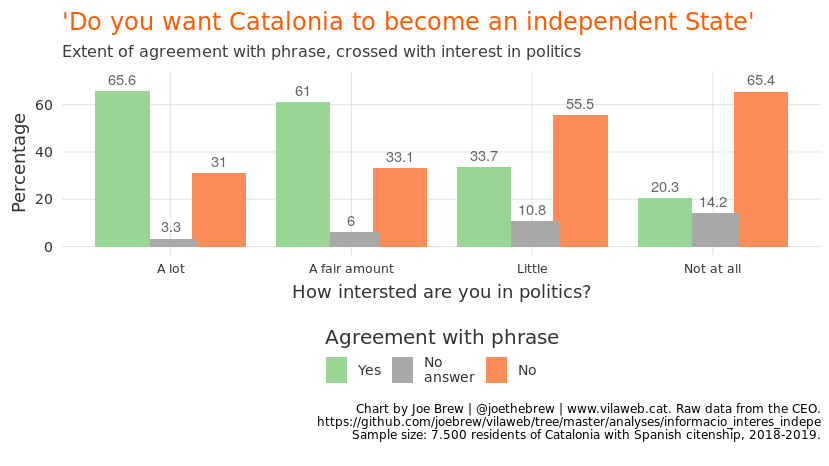 'Do you want Catalonia to become an independent State'
Extent of agreement with phrase, crossed with interest in politics
Percentage
60
40
20
0
65.6
3.3
31
61
6
33.1
33.7
10.8
55.5
20.3
14.2
65.4
A lot
A fair amount
Little
Not at all
How intersted are you in politics?
Agreement with phrase
Yes
No
answer
No
Chart by Joe Brew | @joethebrew | www.vilaweb.cat. Raw data from the CEO.
https://github.com/joebrew/vilaweb/tree/master/analyses/informacio_interes_indepe
Sample size: 7.500 residents of Catalonia with Spanish citenship, 2018-2019.